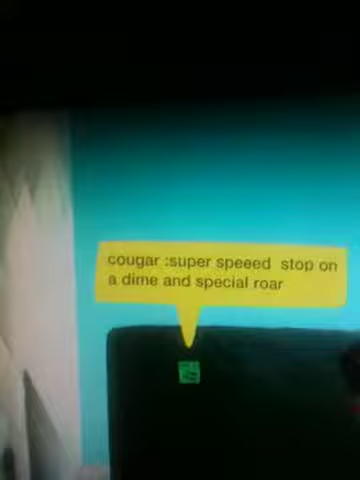 cougar :super speeed stop on
a dime and special roar